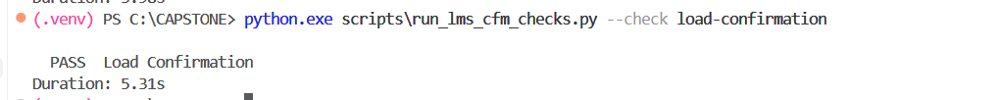 (.venv) PS C:\CAPSTONE> python.exe scripts\run_lms_cfm_checks.py --check load-confirmation
PASS  Load Confirmation
Duration: 5.31s